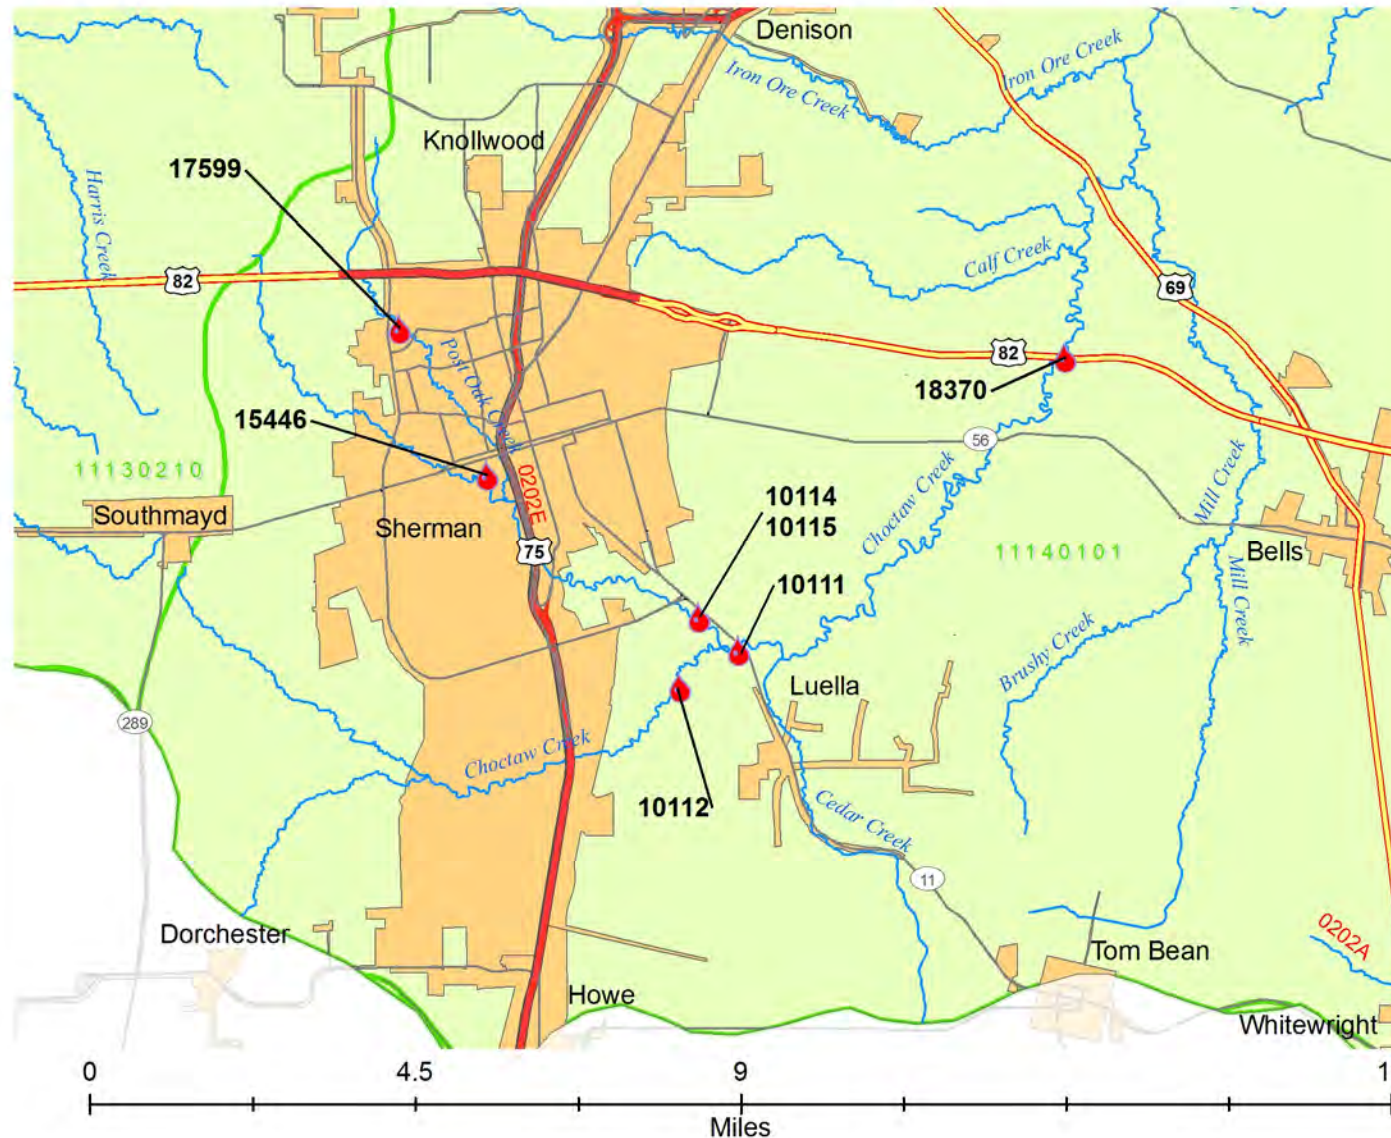 Denison
Iron Ore Creek
Iron Ore Creek
Knollwood
17599
Harris Creek
Calf Creek
82
69
Post Oak Creek
82
18370
15446
56
11130210
Choctaw Creek
Mill Creek
10114
10115
Southmayd
0202E
Sherman
75
11140101
Bells
Mill Creek
10111
Brushy Creek
Luella
289
Choctaw Creek
10112
Cedar Creek
11
0202A
Dorchester
Tom Bean
Howe
Whitewright
0 4.5 9
Miles